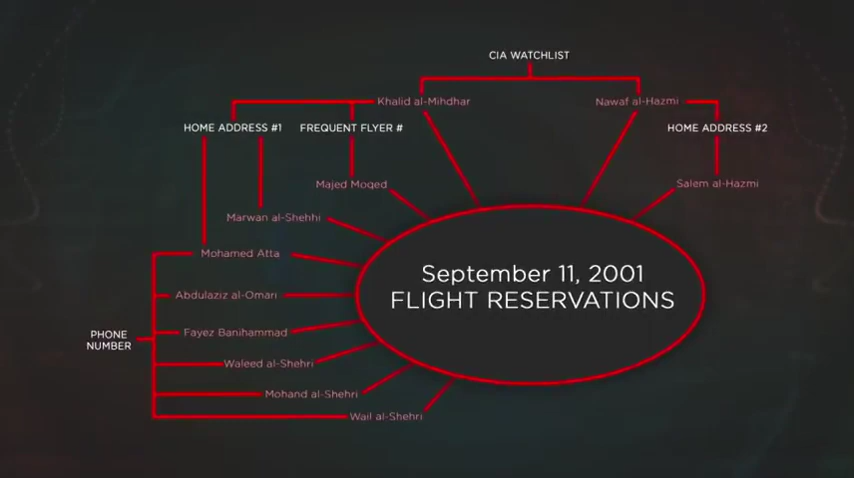 CIA WATCHLIST
Khalid al-Mihdhar
Nawaf al-Hazmi
HOME ADDRESS #1
FREQUENT FLYER #
HOME ADDRESS #2
Majed Moqed
Salem al-Hazmi
Marwan al-Shehhi
Mohamed Atta
September 11, 2001
FLIGHT RESERVATIONS
Abdulaziz al-Omari
Fayez Banihammad
PHONE
NUMBER
Waleed al-Shehri
Mohand al-Shehri
Wail al-Shehri